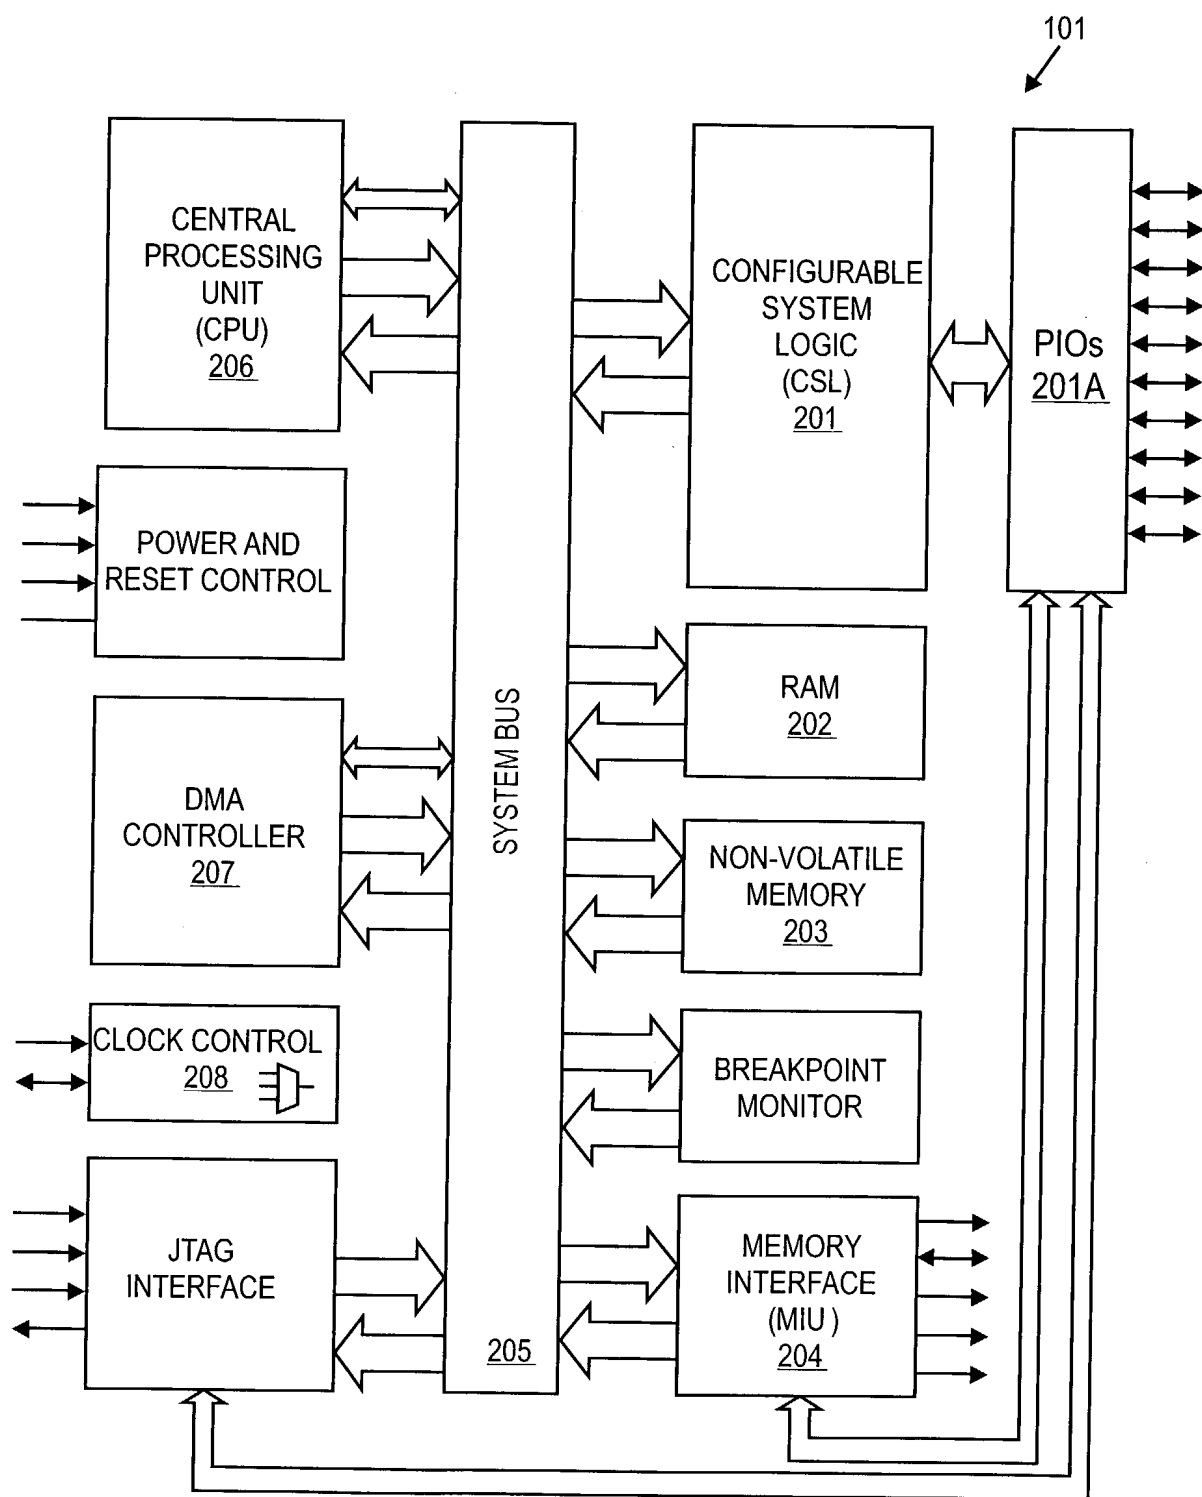 101
CENTRAL
PROCESSING
UNIT
(CPU)
206
POWER AND
RESET CONTROL
DMA
CONTROLLER
207
CLOCK CONTROL
208
JTAG
INTERFACE
SYSTEM BUS
205
CONFIGURABLE
SYSTEM
LOGIC
(CSL)
201
PIOs
201A
RAM
202
NON-VOLATILE
MEMORY
203
BREAKPOINT
MONITOR
MEMORY
INTERFACE
(MIU )
204